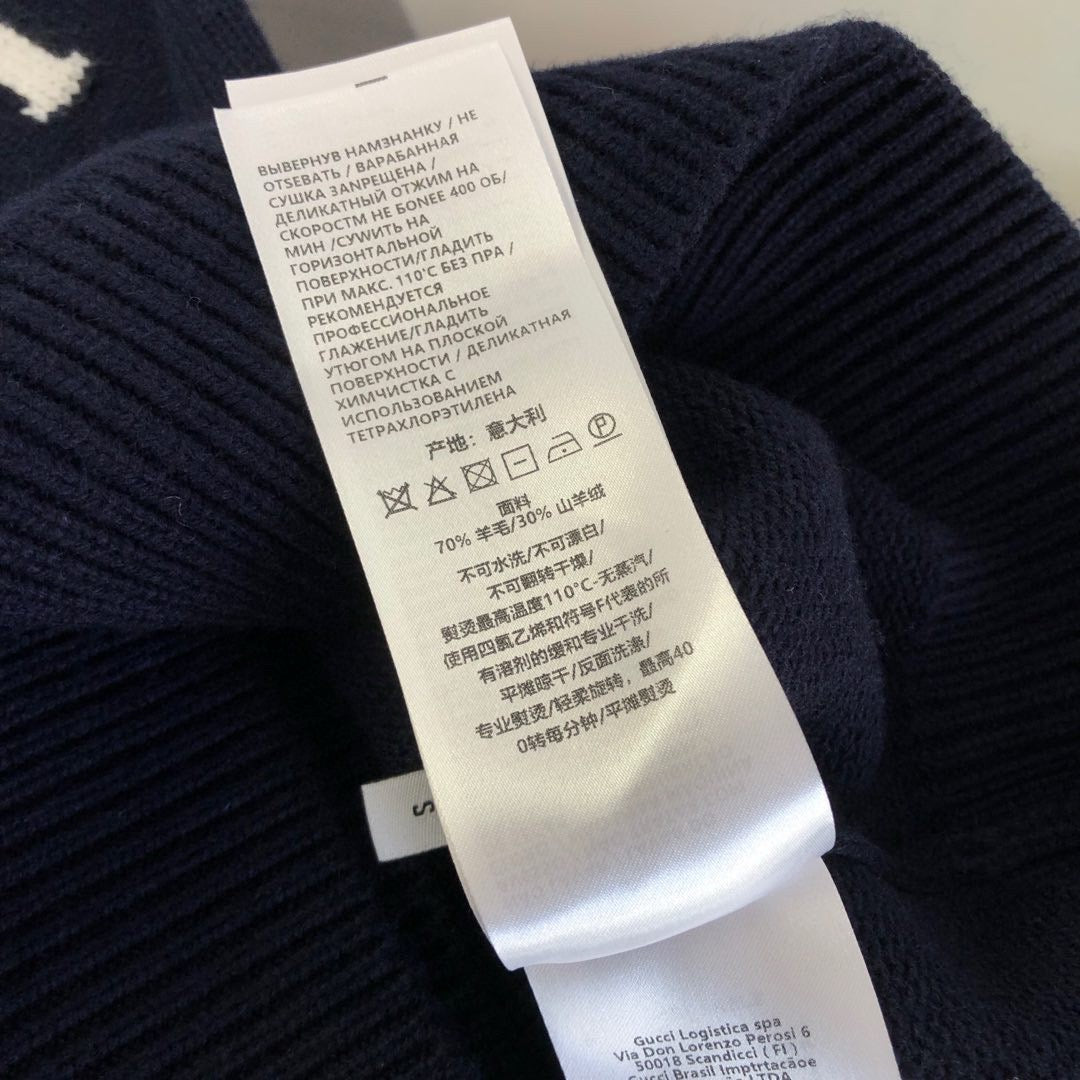 ВЫВЕРНУВ НАМЗНАНКУ / НЕ
OTSEBATЬ / ВАРАБАННАЯ
СУШКА ЗАПРЕЩЕНА /
ДЕЛИКАТНЫЙ ОТЖИМ НА
СКОРОСТМ НЕ БОНЕЕ 400 ОБ/
МИН /СУWИТЬ НА
ГОРИЗОНТАЛЬНОЙ
ПОВЕРХНОСТИ/ГЛАДИТЬ
ПРИ МАКС. 110°C БЕЗ ПРА /
РЕКОМЕНДУЕТСЯ
ПРОФЕССИОНАЛЬНОЕ
ГЛАЖЕНИЕ/ГЛАДИТЬ
УТЮГОМ НА ПЛОСКОЙ
ПОВЕРХНОСТИ / ДЕЛИКАТНАЯ
ХИМЧИСТКА С
ИСПОЛЬЗОВАНИЕМ
ТЕТРАХЛОРЭТИЛЕНА
产地：意大利
P
面料
70% 羊毛/30% 山羊绒
不可水洗/不可漂白/
不可翻转干燥/
熨烫最高温度110°C-无蒸汽/
使用四氯乙烯和符号F代表的所
有溶剂的缓和专业干洗/
平摊晾干/反面洗涤/
专业熨烫/轻柔旋转，最高40
0转每分钟/平摊熨烫
S
Gucci Logistica spa
Via Don Lorenzo Perosi 6
50018 Scandicci ( FI )
Gucci Brasil Imptrtacãoe
LTDA